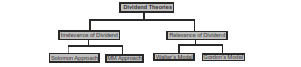 Dividend Theories
Irrelevance of Dividend
Relevance of Dividend
Solomon Approach
MM Approach
Walter's Model
Gordon's Model